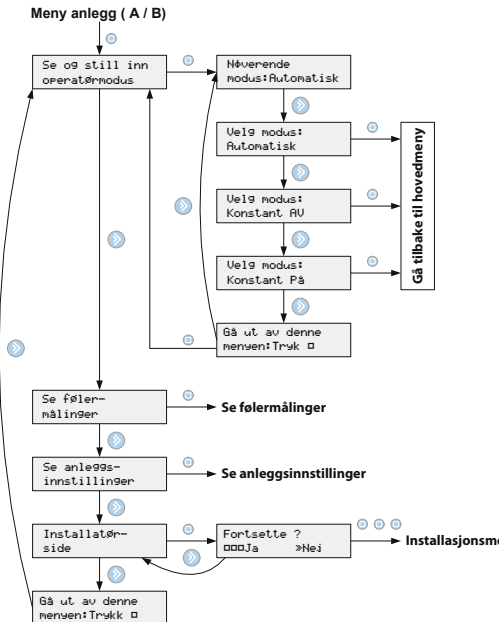 Meny anlegg ( A / B)
Se og still inn
operatørmodus
Nåverende
modus:Automatisk
Velg modus:
Automatisk
Velg modus:
Konstant AV
Velg modus:
Konstant På
Gå ut av denne
menyen:Tryk □
Gå tilbake til hovedmeny
Se føler-
målinger
Se følermålinger
Se anleggs-
innstillinger
Se anleggsinnstillinger
Installatør-
side
Fortsette ?
□□□Ja »Nei
Installasjonsme
Gå ut av denne
menyen:Trykk □